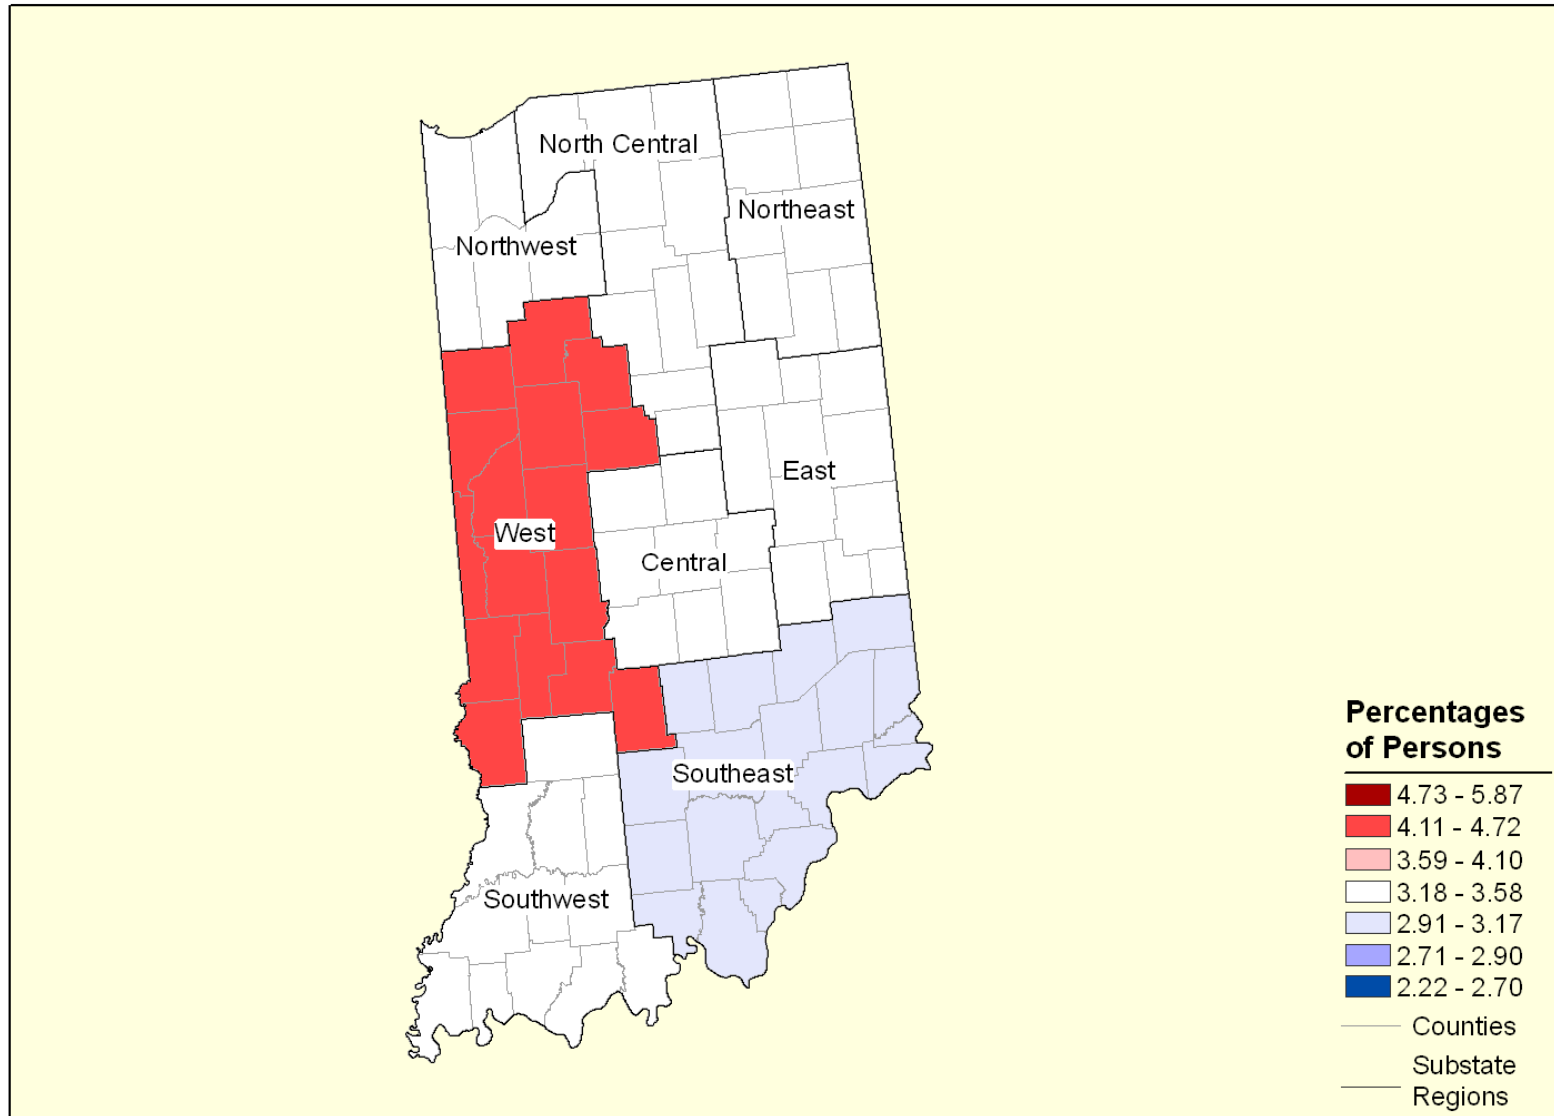 North Central
Northeast
Northwest
East
West
Central
Southeast
Southwest
Percentages
of Persons
4.73 - 5.87
4.11 - 4.72
3.59 - 4.10
3.18 - 3.58
2.91 - 3.17
2.71 - 2.90
2.22 - 2.70
Counties
Substate
Regions